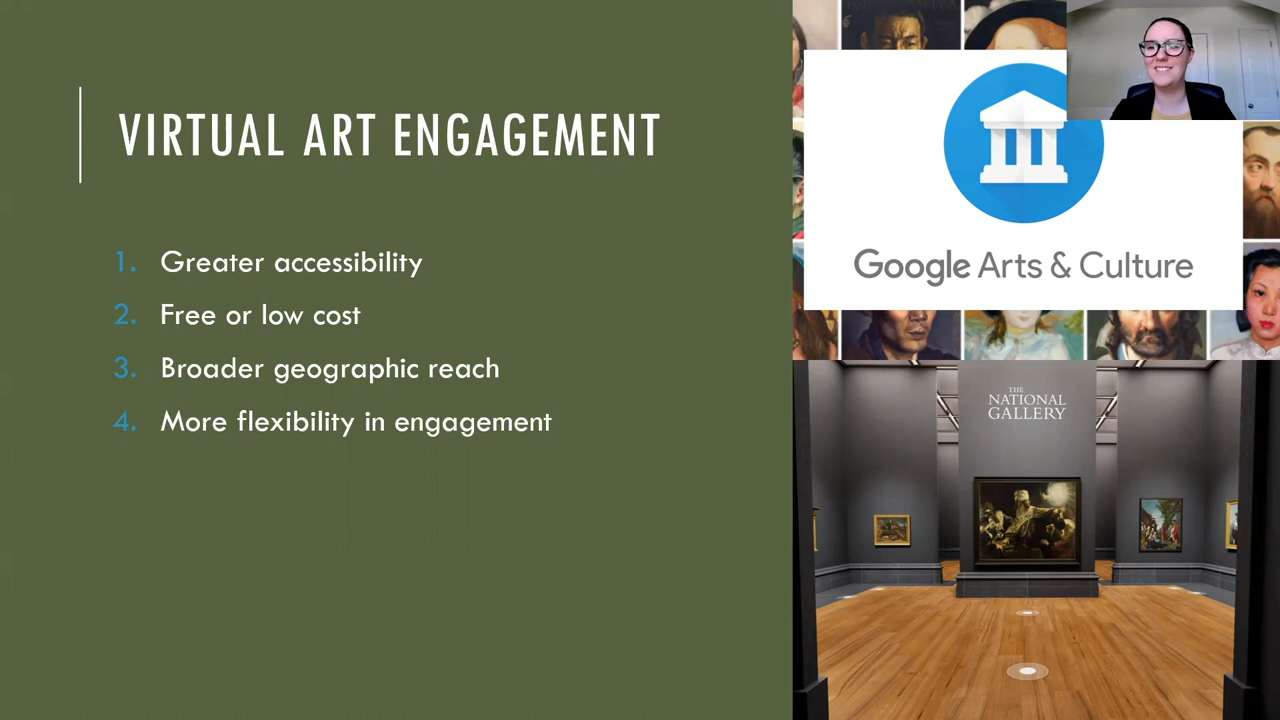 VIRTUAL ART ENGAGEMENT
1. Greater accessibility
2. Free or low cost
3. Broader geographic reach
4. More flexibility in engagement
Google Arts & Culture
THE
NATIONAL
GALLERY